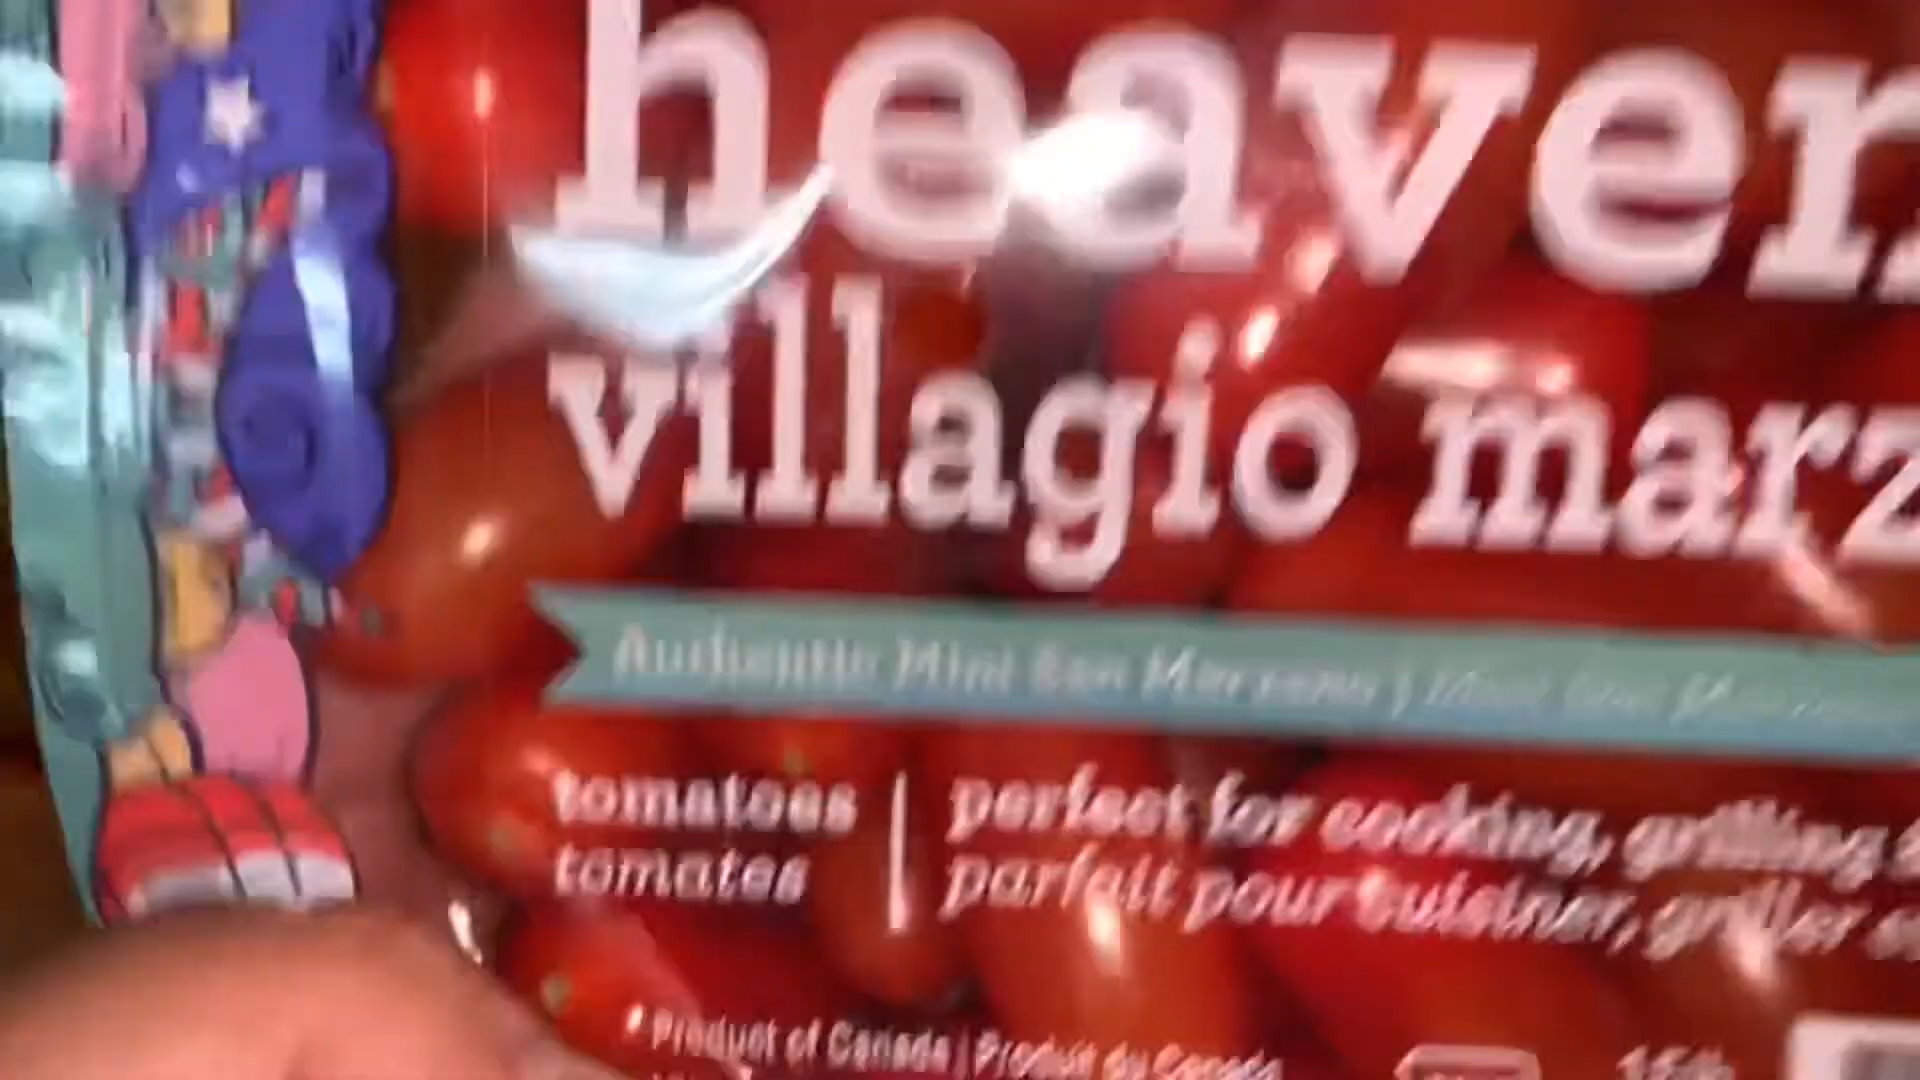 heaven
villagio marz
Authentic Mini San Marzano |
tomatoes | perfect for cooking, grilling &
tomates | parfait pour cuisiner, griller
Product of Canada | Produit du Canada